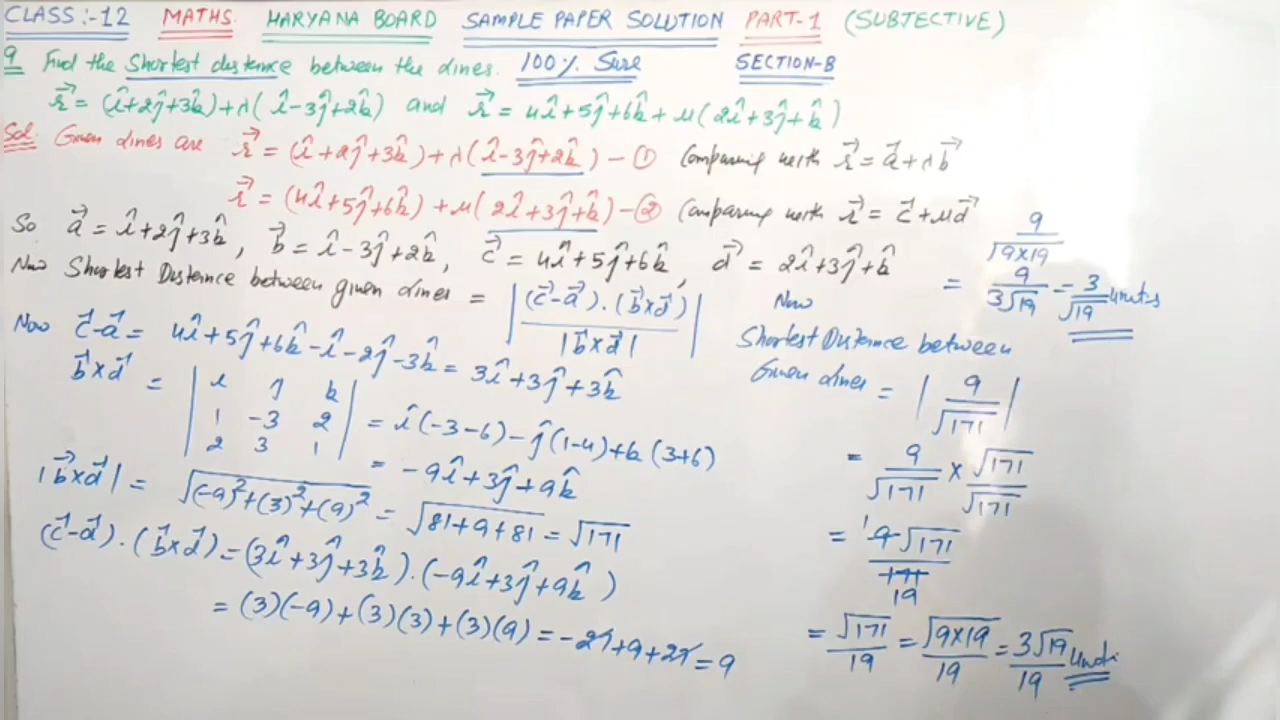 CLASS :- 12 MATHS. HARYANA BOARD SAMPLE PAPER SOLUTION PART-1 (SUBJECTIVE)
9 Find the Shortest distance between the lines. 100% Sure SECTION-B
r⃗ = (î+2ĵ+3k̂)+λ(î-3ĵ+2k̂) and r⃗ = 4î+5ĵ+6k̂+μ(2î+3ĵ+k̂)
Sol. Given lines are r⃗ = (î+2ĵ+3k̂)+λ(î-3ĵ+2k̂) – ① Comparing with r⃗ = a⃗+λb⃗
r⃗ = (4î+5ĵ+6k̂)+μ(2î+3ĵ+k̂) – ② Comparing with r⃗ = c⃗+μd⃗
So a⃗ = î+2ĵ+3k̂, b⃗ = î-3ĵ+2k̂, c⃗ = 4î+5ĵ+6k̂, d⃗ = 2î+3ĵ+k̂
Now Shortest Distance between given lines = |(c⃗-a⃗).(b⃗×d⃗) / |b⃗×d⃗||
Now c⃗-a⃗ = 4î+5ĵ+6k̂-î-2ĵ-3k̂ = 3î+3ĵ+3k̂
b⃗×d⃗ = | i j k
1 -3 2
2 3 1 | = î(-3-6)-ĵ(1-4)+k(3+6)
= -9î+3ĵ+9k̂
|b⃗×d⃗| = √((-9)²+(3)²+(9)²) = √(81+9+81) = √171
(c⃗-a⃗).(b⃗×d⃗) = (3î+3ĵ+3k̂).(-9î+3ĵ+9k̂)
= (3)(-9)+(3)(3)+(3)(9) = -27+9+27 = 9
Now
Shortest Distance between
Given lines = |9/√171|
= 9/√171 × √171/√171
= 9√171/171 1 19
= √171/19 = √(9×19)/19 = 3√19/19 units
9/√(9×19)
= 9/3√19 = 3/√19 units